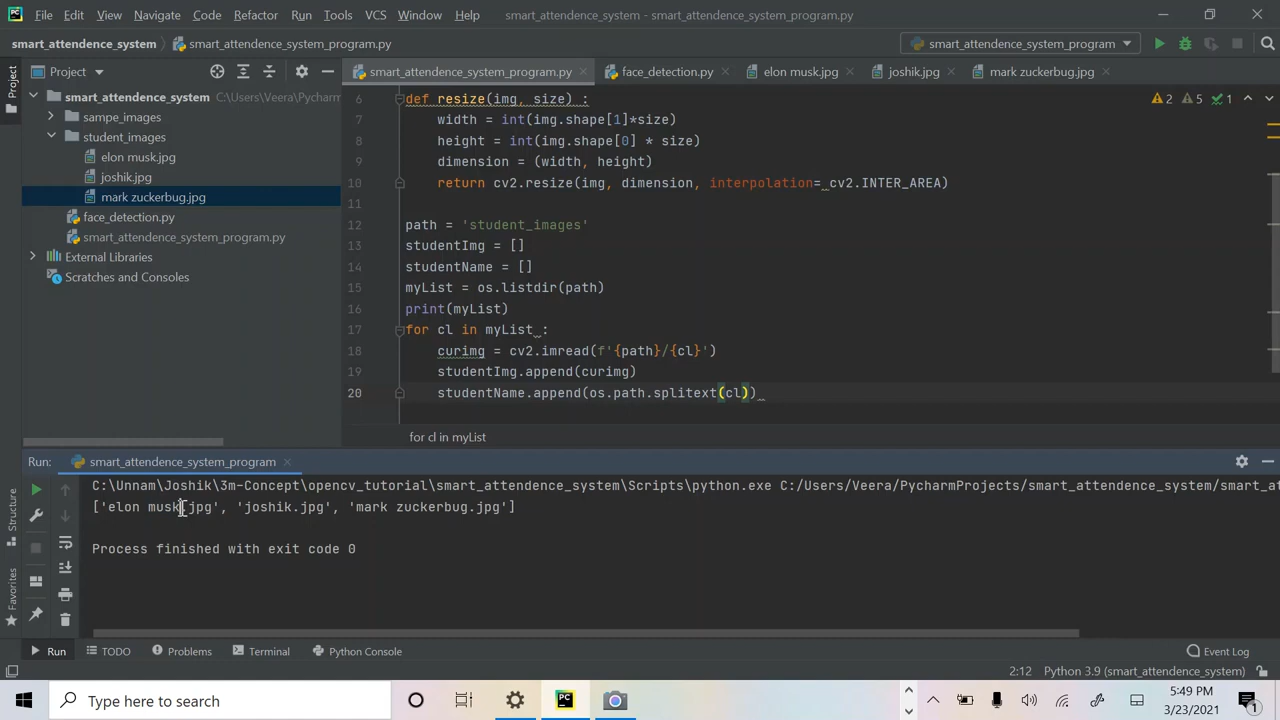 File Edit View Navigate Code Refactor Run Tools VCS Window Help smart_attendence_system - smart_attendence_system_program.py
smart_attendence_system smart_attendence_system_program.py smart_attendence_system_program
Project smart_attendence_system_program.py face_detection.py elon musk.jpg joshik.jpg mark zuckerbug.jpg
smart_attendence_system C:\Users\Veera\Pycharm
sampe_images
student_images
elon musk.jpg
joshik.jpg
mark zuckerbug.jpg
face_detection.py
smart_attendence_system_program.py
External Libraries
Scratches and Consoles
Project
2 5 1
6 def resize(img, size) :
7 width = int(img.shape[1]*size)
8 height = int(img.shape[0] * size)
9 dimension = (width, height)
10 return cv2.resize(img, dimension, interpolation= cv2.INTER_AREA)
11
12 path = 'student_images'
13 studentImg = []
14 studentName = []
15 myList = os.listdir(path)
16 print(myList)
17 for cl in myList :
18 curimg = cv2.imread(f'{path}/{cl}')
19 studentImg.append(curimg)
20 studentName.append(os.path.splitext(cl))
for cl in myList
Run: smart_attendence_system_program
C:\Unnam\Joshik\3m-Concept\opencv_tutorial\smart_attendence_system\Scripts\python.exe C:/Users/Veera/PycharmProjects/smart_attendence_system/smart_at
['elon musk.jpg', 'joshik.jpg', 'mark zuckerbug.jpg']
Process finished with exit code 0
Structure
Favorites
Run TODO Problems Terminal Python Console Event Log
2:12 Python 3.9 (smart_attendence_system)
Type here to search
5:49 PM
3/23/2021
1